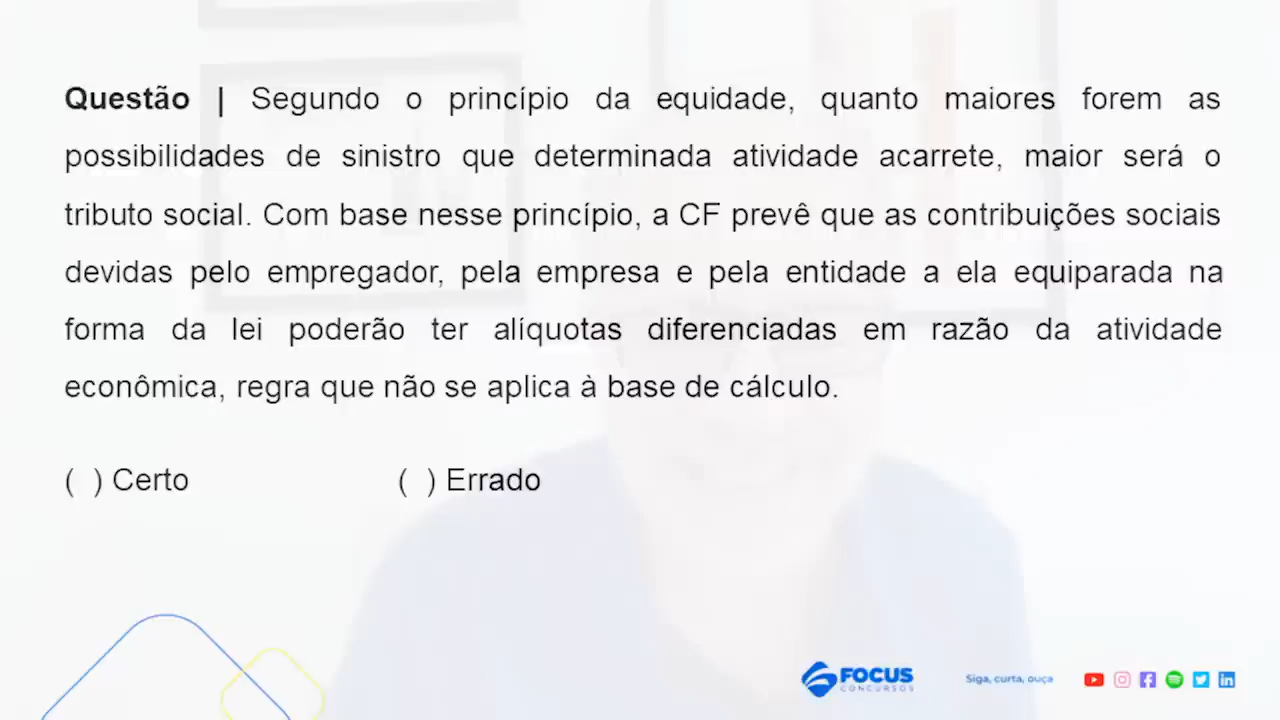 Questão | Segundo o princípio da equidade, quanto maiores forem as
possibilidades de sinistro que determinada atividade acarrete, maior será o
tributo social. Com base nesse princípio, a CF prevê que as contribuições sociais
devidas pelo empregador, pela empresa e pela entidade a ela equiparada na
forma da lei poderão ter alíquotas diferenciadas em razão da atividade
econômica, regra que não se aplica à base de cálculo.
( ) Certo ( ) Errado
FOCUS
CONCURSOS
Siga, curta, ouça